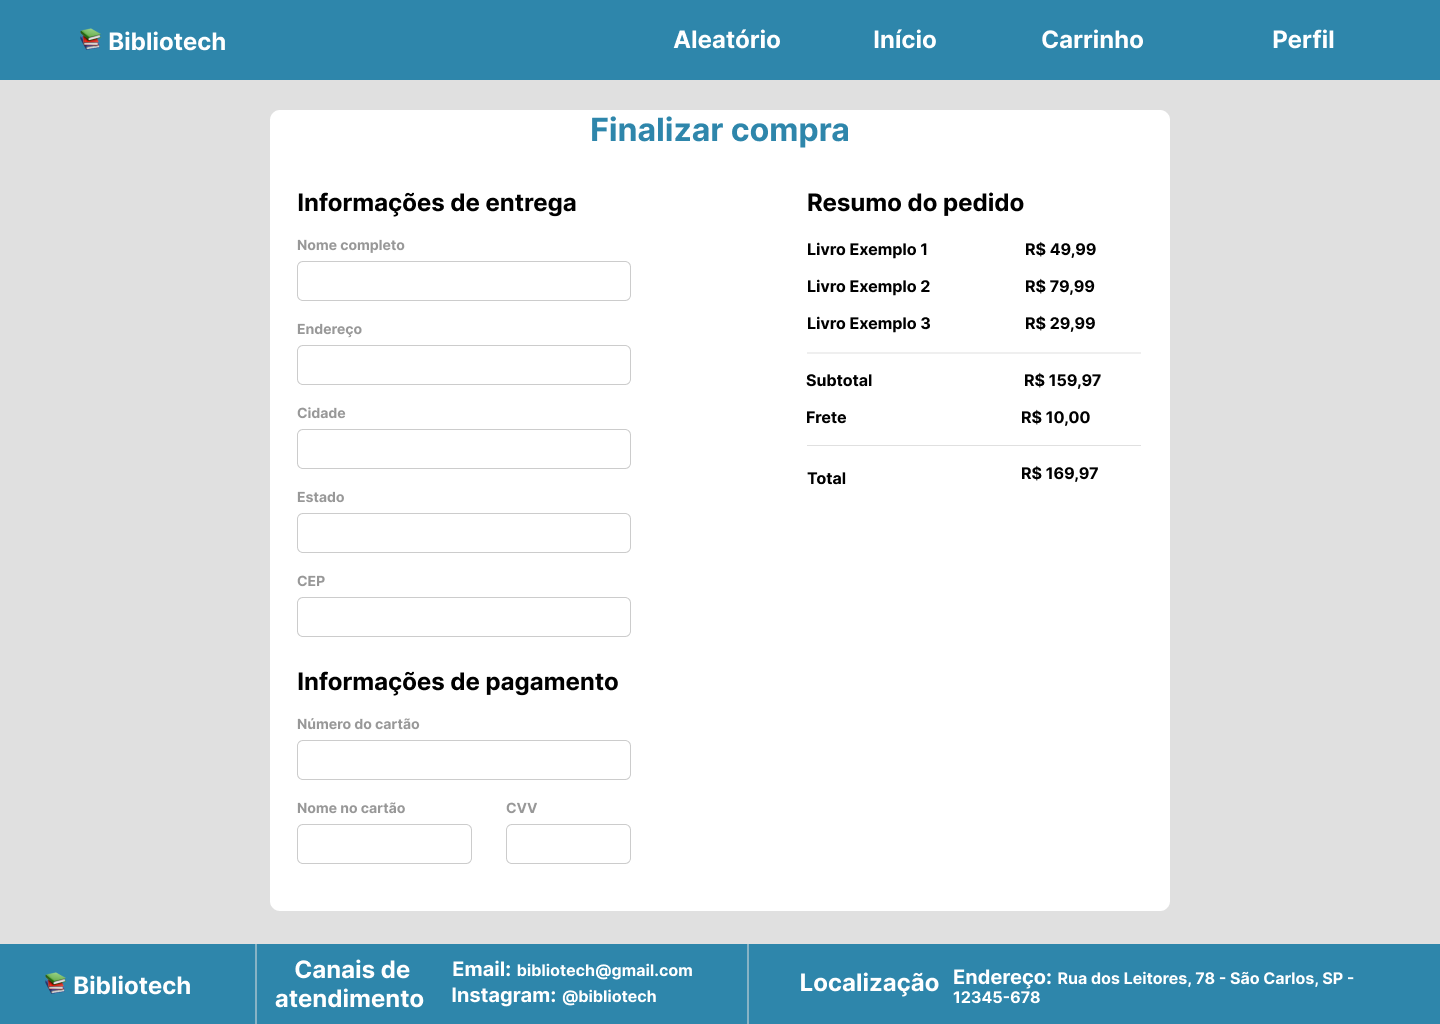 Bibliotech
Aleatório
Início
Carrinho
Perfil
Finalizar compra
Informações de entrega
Nome completo
Endereço
Cidade
Estado
CEP
Informações de pagamento
Número do cartão
Nome no cartão
CVV
Resumo do pedido
Livro Exemplo 1 R$ 49,99
Livro Exemplo 2 R$ 79,99
Livro Exemplo 3 R$ 29,99
Subtotal R$ 159,97
Frete R$ 10,00
Total R$ 169,97
Bibliotech
Canais de
atendimento
Email: bibliotech@gmail.com
Instagram: @bibliotech
Localização
Endereço: Rua dos Leitores, 78 - São Carlos, SP -
12345-678